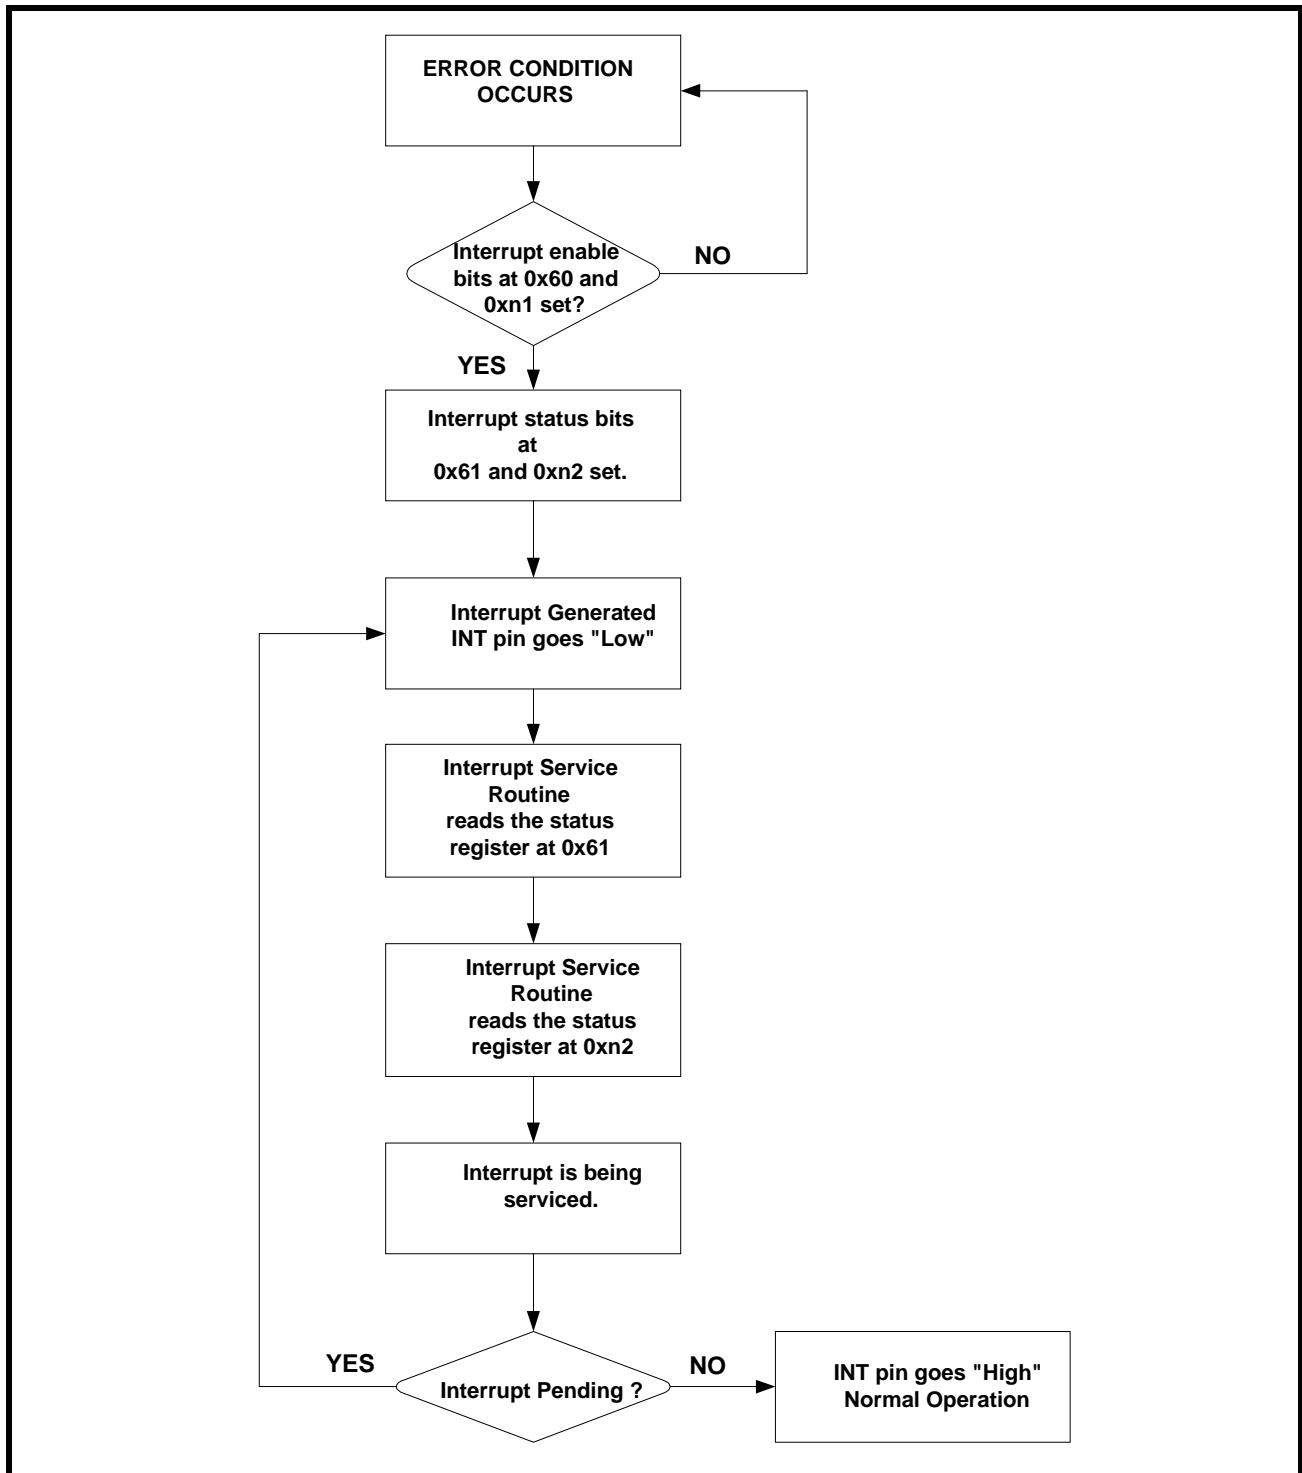 ERROR CONDITION
OCCURS
Interrupt enable
bits at 0x60 and
0xn1 set?
NO
YES
Interrupt status bits
at
0x61 and 0xn2 set.
Interrupt Generated
INT pin goes "Low"
Interrupt Service
Routine
reads the status
register at 0x61
Interrupt Service
Routine
reads the status
register at 0xn2
Interrupt is being
serviced.
YES
Interrupt Pending ?
NO
INT pin goes "High"
Normal Operation